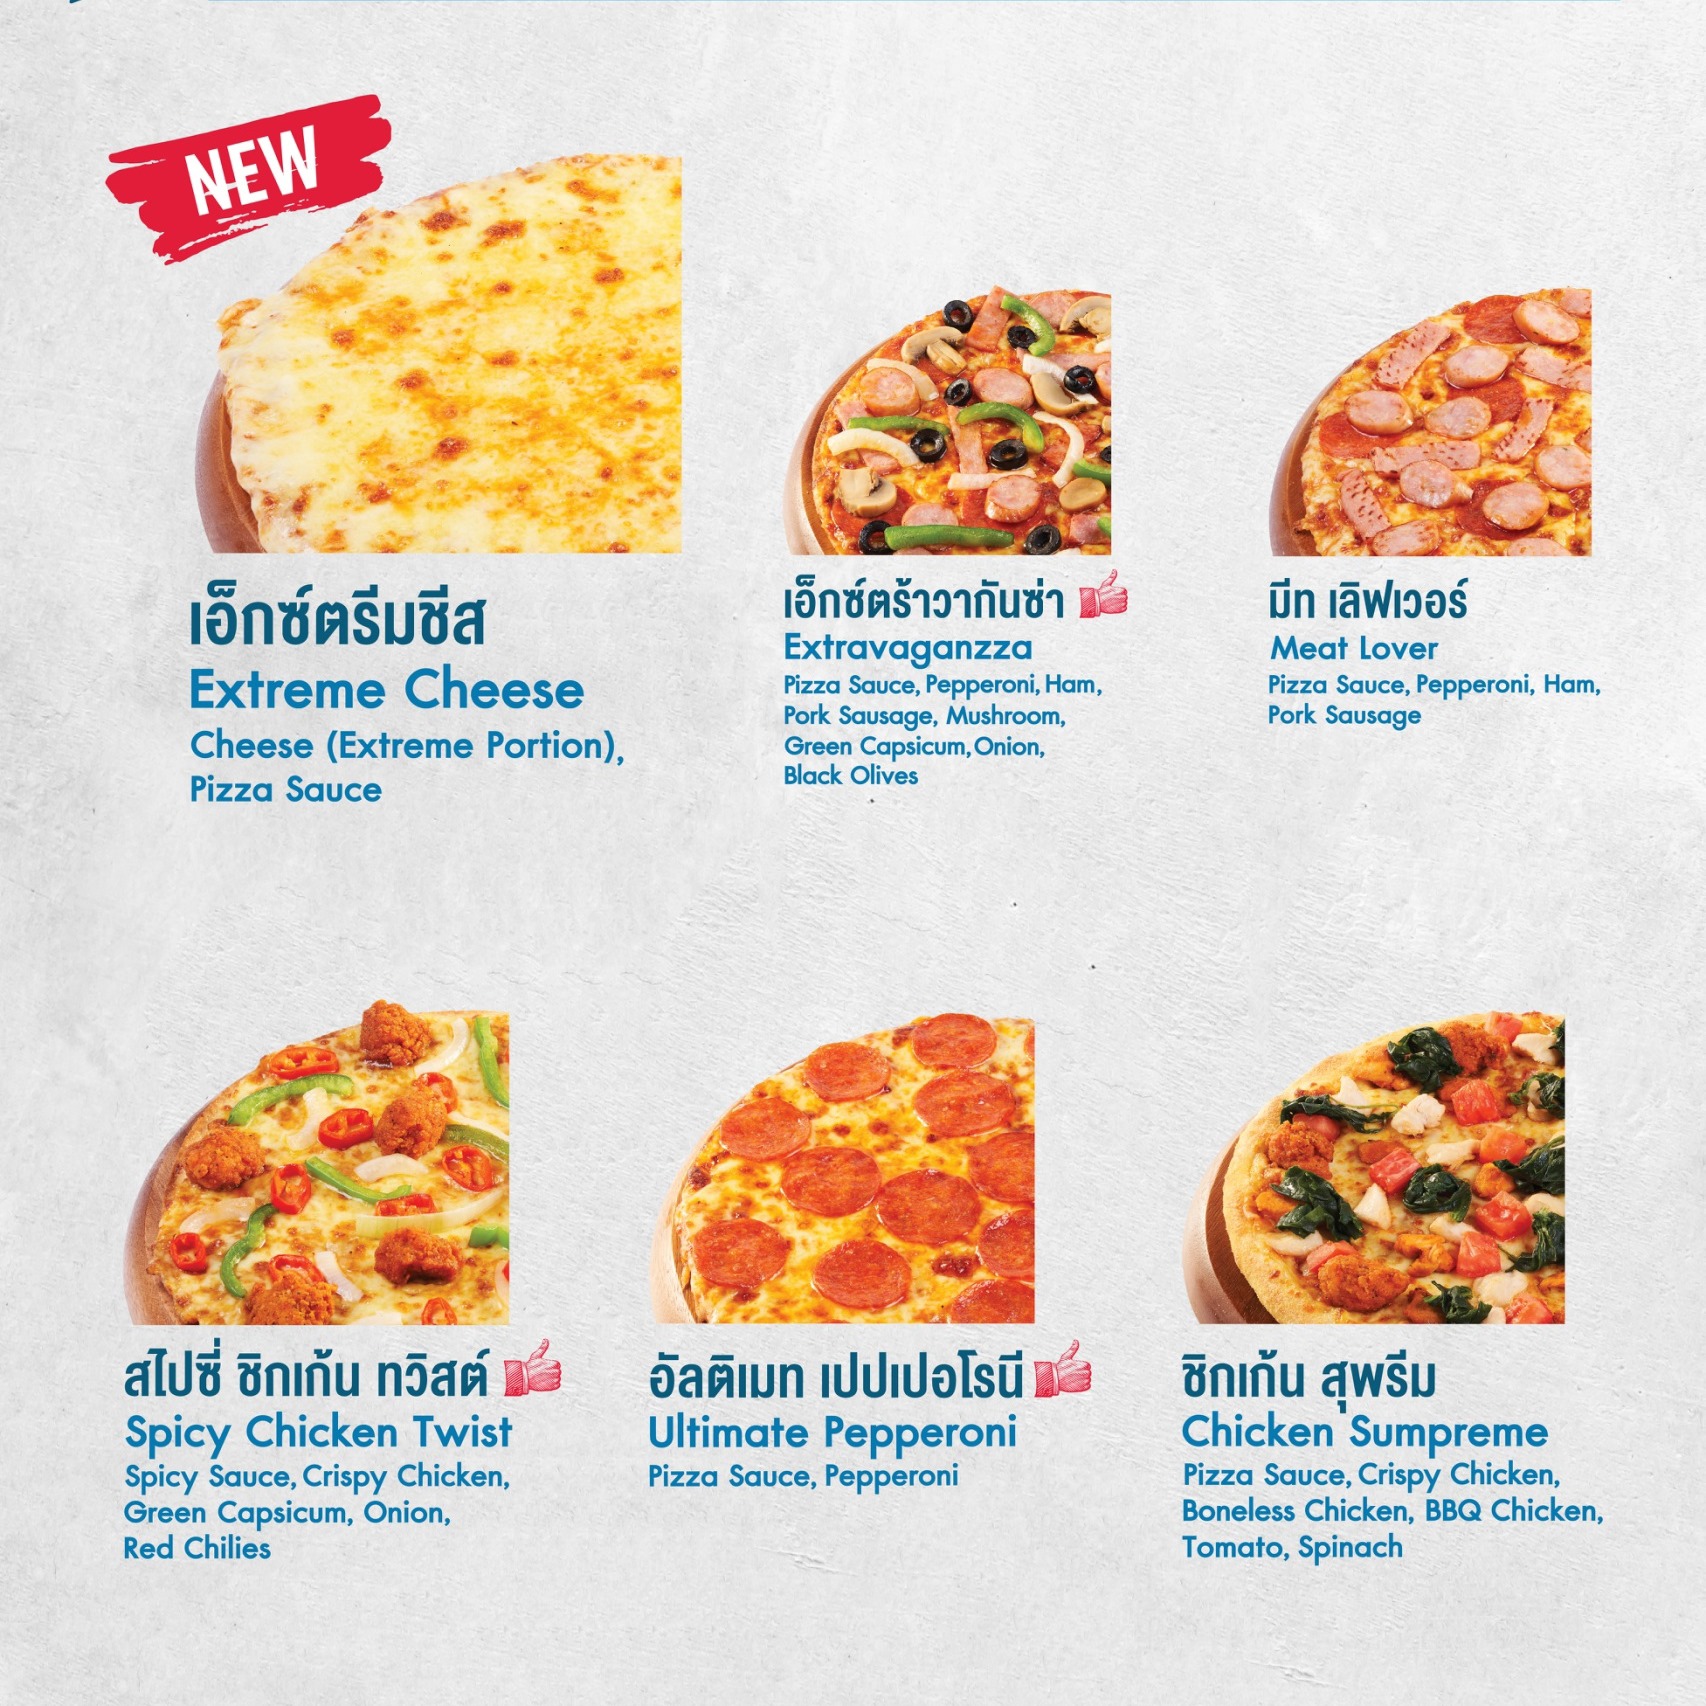 NEW
เอ็กซ์ตรีมชีส
Extreme Cheese
Cheese (Extreme Portion),
Pizza Sauce
เอ็กซ์ตร้าวากันซ่า
Extravaganzza
Pizza Sauce, Pepperoni, Ham,
Pork Sausage, Mushroom,
Green Capsicum, Onion,
Black Olives
มีท เลิฟเวอร์
Meat Lover
Pizza Sauce, Pepperoni, Ham,
Pork Sausage
สไปซี่ ชิกเก้น ทวิสต์
Spicy Chicken Twist
Spicy Sauce, Crispy Chicken,
Green Capsicum, Onion,
Red Chilies
อัลติเมท เปปเปอโรนี
Ultimate Pepperoni
Pizza Sauce, Pepperoni
ชิกเก้น สุพรีม
Chicken Sumpreme
Pizza Sauce, Crispy Chicken,
Boneless Chicken, BBQ Chicken,
Tomato, Spinach